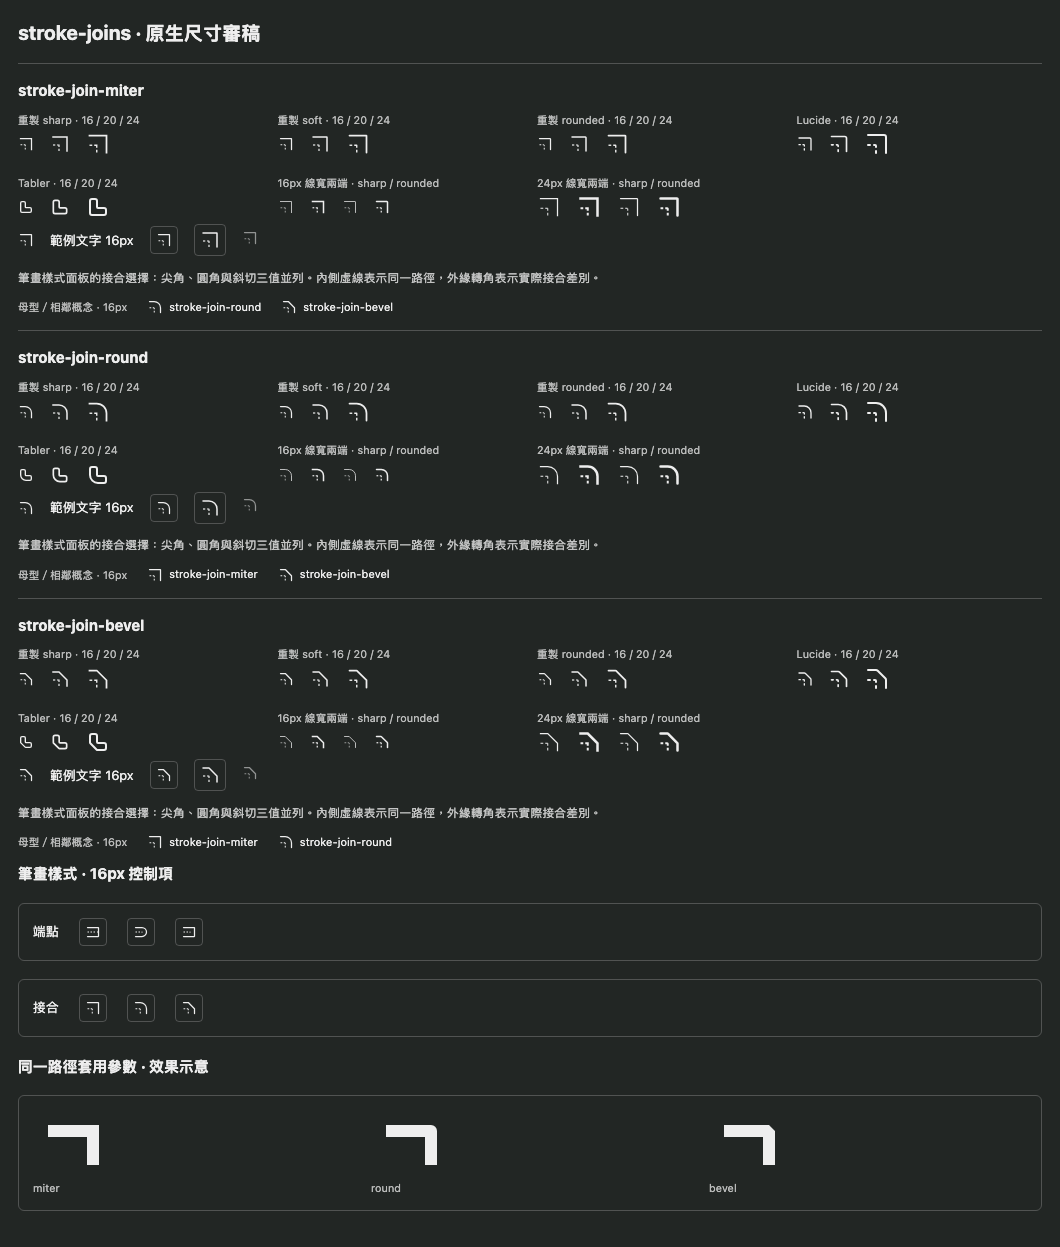 stroke-joins · 原生尺寸審稿
stroke-join-miter
重製 sharp · 16 / 20 / 24
重製 soft · 16 / 20 / 24
重製 rounded · 16 / 20 / 24
Lucide · 16 / 20 / 24
Tabler · 16 / 20 / 24
16px 線寬兩端 · sharp / rounded
24px 線寬兩端 · sharp / rounded
範例文字 16px
筆畫樣式面板的接合選擇：尖角、圓角與斜切三值並列。內側虛線表示同一路徑，外緣轉角表示實際接合差別。
母型 / 相鄰概念 · 16px stroke-join-round stroke-join-bevel
stroke-join-round
重製 sharp · 16 / 20 / 24
重製 soft · 16 / 20 / 24
重製 rounded · 16 / 20 / 24
Lucide · 16 / 20 / 24
Tabler · 16 / 20 / 24
16px 線寬兩端 · sharp / rounded
24px 線寬兩端 · sharp / rounded
範例文字 16px
筆畫樣式面板的接合選擇：尖角、圓角與斜切三值並列。內側虛線表示同一路徑，外緣轉角表示實際接合差別。
母型 / 相鄰概念 · 16px stroke-join-miter stroke-join-bevel
stroke-join-bevel
重製 sharp · 16 / 20 / 24
重製 soft · 16 / 20 / 24
重製 rounded · 16 / 20 / 24
Lucide · 16 / 20 / 24
Tabler · 16 / 20 / 24
16px 線寬兩端 · sharp / rounded
24px 線寬兩端 · sharp / rounded
範例文字 16px
筆畫樣式面板的接合選擇：尖角、圓角與斜切三值並列。內側虛線表示同一路徑，外緣轉角表示實際接合差別。
母型 / 相鄰概念 · 16px stroke-join-miter stroke-join-round
筆畫樣式 · 16px 控制項
端點
接合
同一路徑套用參數 · 效果示意
miter
round
bevel